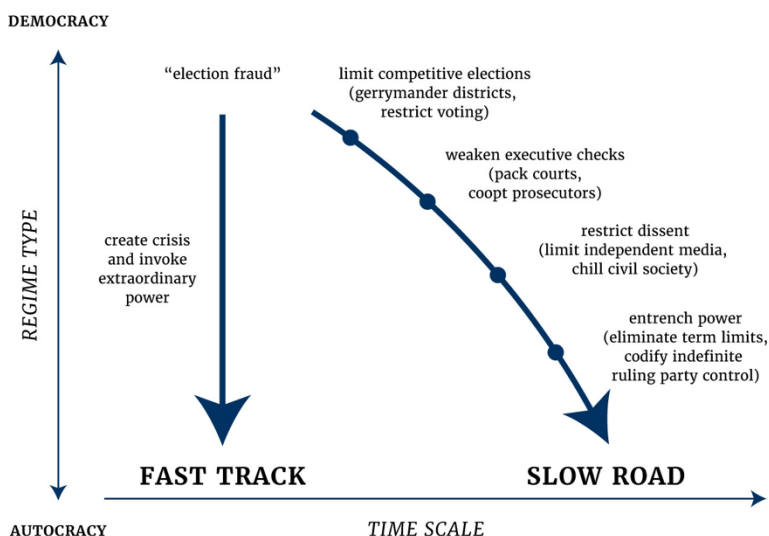 DEMOCRACY
“election fraud”
limit competitive elections
(gerrymander districts,
restrict voting)
weaken executive checks
(pack courts,
coopt prosecutors)
REGIME TYPE
create crisis
and invoke
extraordinary
power
restrict dissent
(limit independent media,
chill civil society)
entrench power
(eliminate term limits,
codify indefinite
ruling party control)
FAST TRACK
SLOW ROAD
AUTOCRACY
TIME SCALE